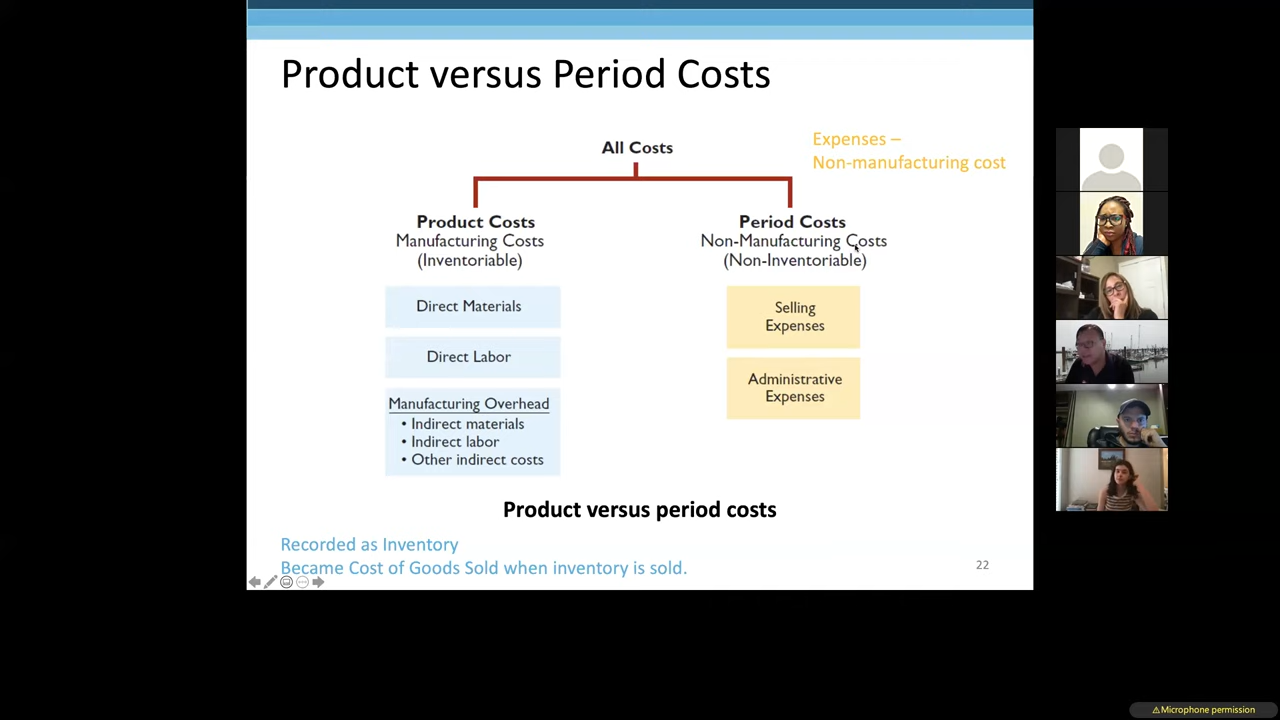 Product versus Period Costs
All Costs
Expenses –
Non-manufacturing cost
Product Costs
Manufacturing Costs
(Inventoriable)
Direct Materials
Direct Labor
Manufacturing Overhead
• Indirect materials
• Indirect labor
• Other indirect costs
Period Costs
Non-Manufacturing Costs
(Non-Inventoriable)
Selling
Expenses
Administrative
Expenses
Product versus period costs
Recorded as Inventory
Became Cost of Goods Sold when inventory is sold.
22
⚠Microphone permission